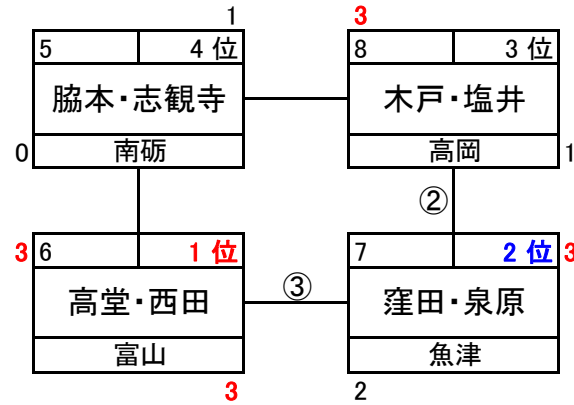 1 3
5 4 位 8 3 位
脇本・志観寺 木戸・塩井
0 南砺 高岡 1
②
3 6 1 位 7 2 位 3
③
高堂・西田 窪田・泉原
富山 魚津
3 2